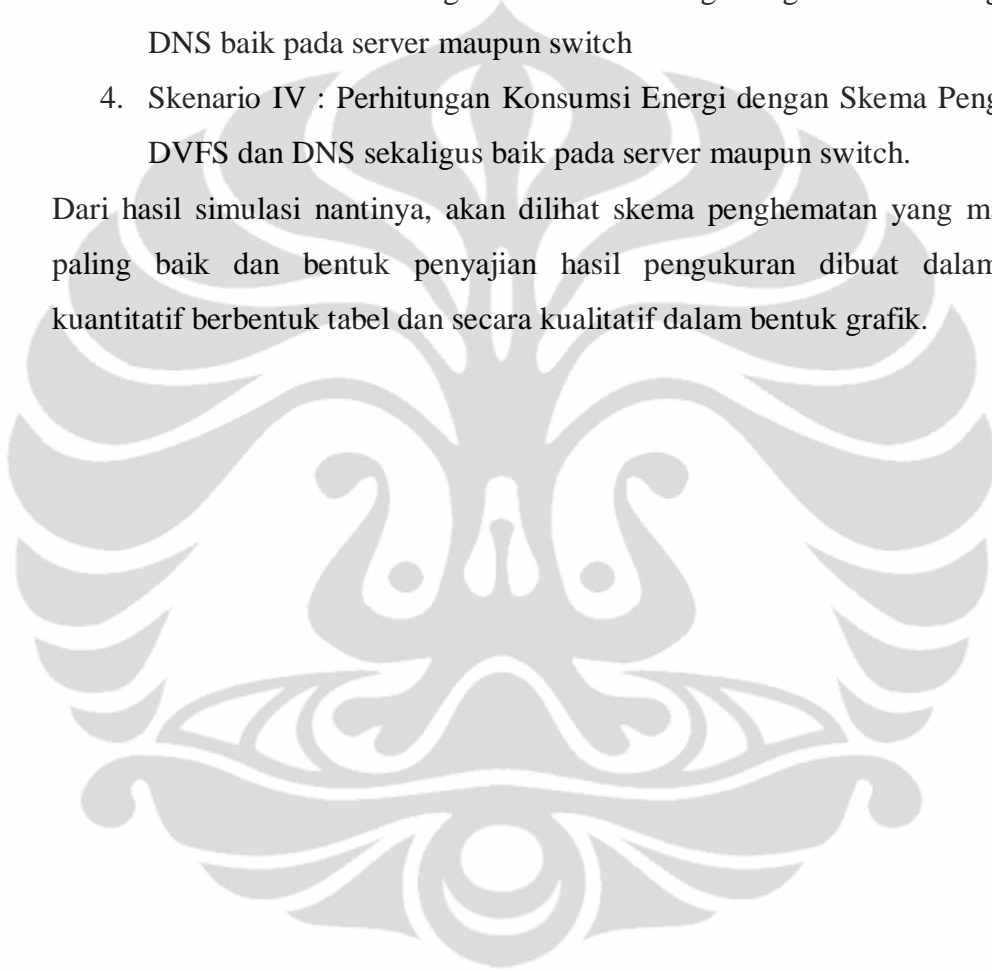 DNS baik pada server maupun switch
4. Skenario IV : Perhitungan Konsumsi Energi dengan Skema
DVFS dan DNS sekaligus baik pada server maupun switch.
Dari hasil simulasi nantinya, akan dilihat skema penghematan yang
paling baik dan bentuk penyajian hasil pengukuran dibuat dalam
kuantitatif berbentuk tabel dan secara kualitatif dalam bentuk grafik.